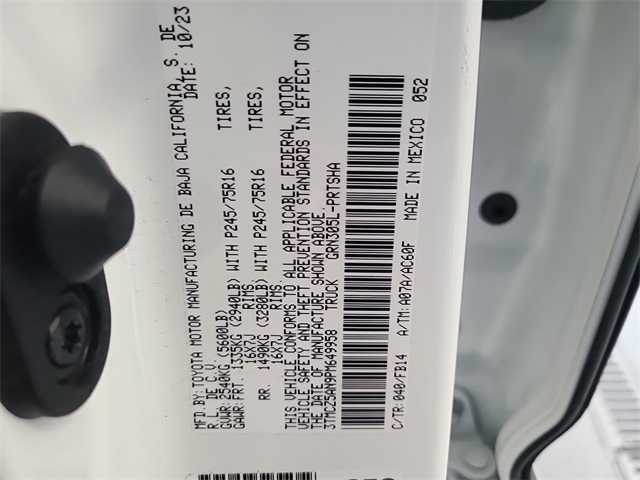 MFD.BY:TOYOTA MOTOR MANUFACTURING DE BAJA CALIFORNIA S. DE
R. L. DE C.V. DATE: 10/23
GVWR:2540KG (5600LB)
GAWR:FRT. 1335KG (2940LB) WITH P245/75R16 TIRES,
16X7J RIMS.
RR. 1490KG (3280LB) WITH P245/75R16 TIRES,
16X7J RIMS.
THIS VEHICLE CONFORMS TO ALL APPLICABLE FEDERAL MOTOR
VEHICLE SAFETY AND THEFT PREVENTION STANDARDS IN EFFECT ON
THE DATE OF MANUFACTURE SHOWN ABOVE.
3TMCZ5AN9PM649958 TRUCK GRN305L-PRTSHA
C/TR:040/FB14 A/TM:A07A/AC60F MADE IN MEXICO 052